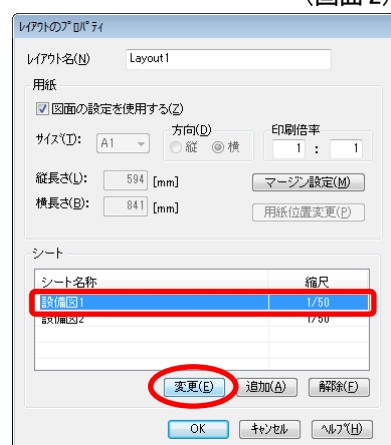 （画面 2）
ﾚｲｱｳﾄのﾌﾟﾛﾊﾟﾃｨ
ﾚｲｱｳﾄ名(N) Layout1
用紙
図面の設定を使用する(Z)
ｻｲｽﾞ(T): A1 方向(D) 縦 横 印刷倍率 1 : 1
縦長さ(L): 594 [mm] マージン設定(M)
横長さ(B): 841 [mm] 用紙位置変更(P)
シート
シート名称 縮尺
設備図1 1/50
設備図2 1/50
変更(E) 追加(A) 解除(F)
OK ｷｬﾝｾﾙ ﾍﾙﾌﾟ(H)